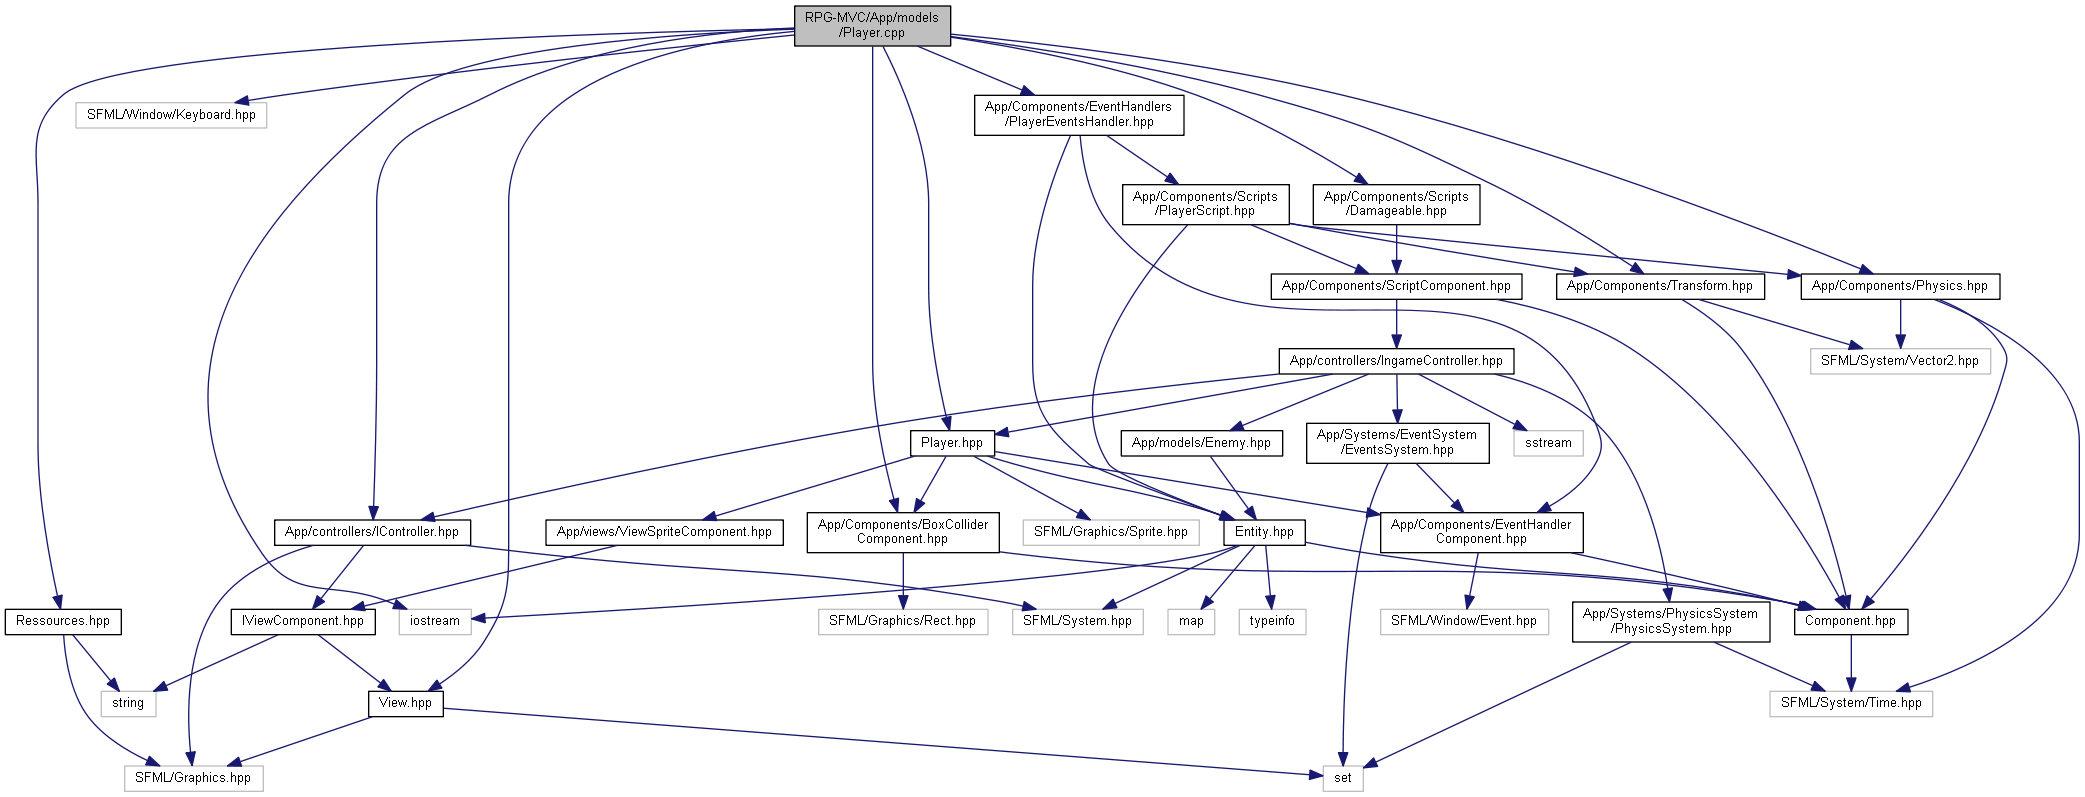 RPG-MVC/App/models
/Player.cpp
SFML/Window/Keyboard.hpp
App/Components/EventHandlers
/PlayerEventsHandler.hpp
App/Components/Scripts
/PlayerScript.hpp
App/Components/Scripts
/Damageable.hpp
App/Components/ScriptComponent.hpp
App/Components/Transform.hpp
App/Components/Physics.hpp
App/controllers/IngameController.hpp
SFML/System/Vector2.hpp
Player.hpp
App/models/Enemy.hpp
App/Systems/EventSystem
/EventsSystem.hpp
sstream
App/controllers/IController.hpp
App/views/ViewSpriteComponent.hpp
App/Components/BoxCollider
Component.hpp
SFML/Graphics/Sprite.hpp
Entity.hpp
App/Components/EventHandler
Component.hpp
Ressources.hpp
IViewComponent.hpp
iostream
SFML/Graphics/Rect.hpp
SFML/System.hpp
map
typeinfo
SFML/Window/Event.hpp
App/Systems/PhysicsSystem
/PhysicsSystem.hpp
Component.hpp
string
View.hpp
SFML/System/Time.hpp
SFML/Graphics.hpp
set